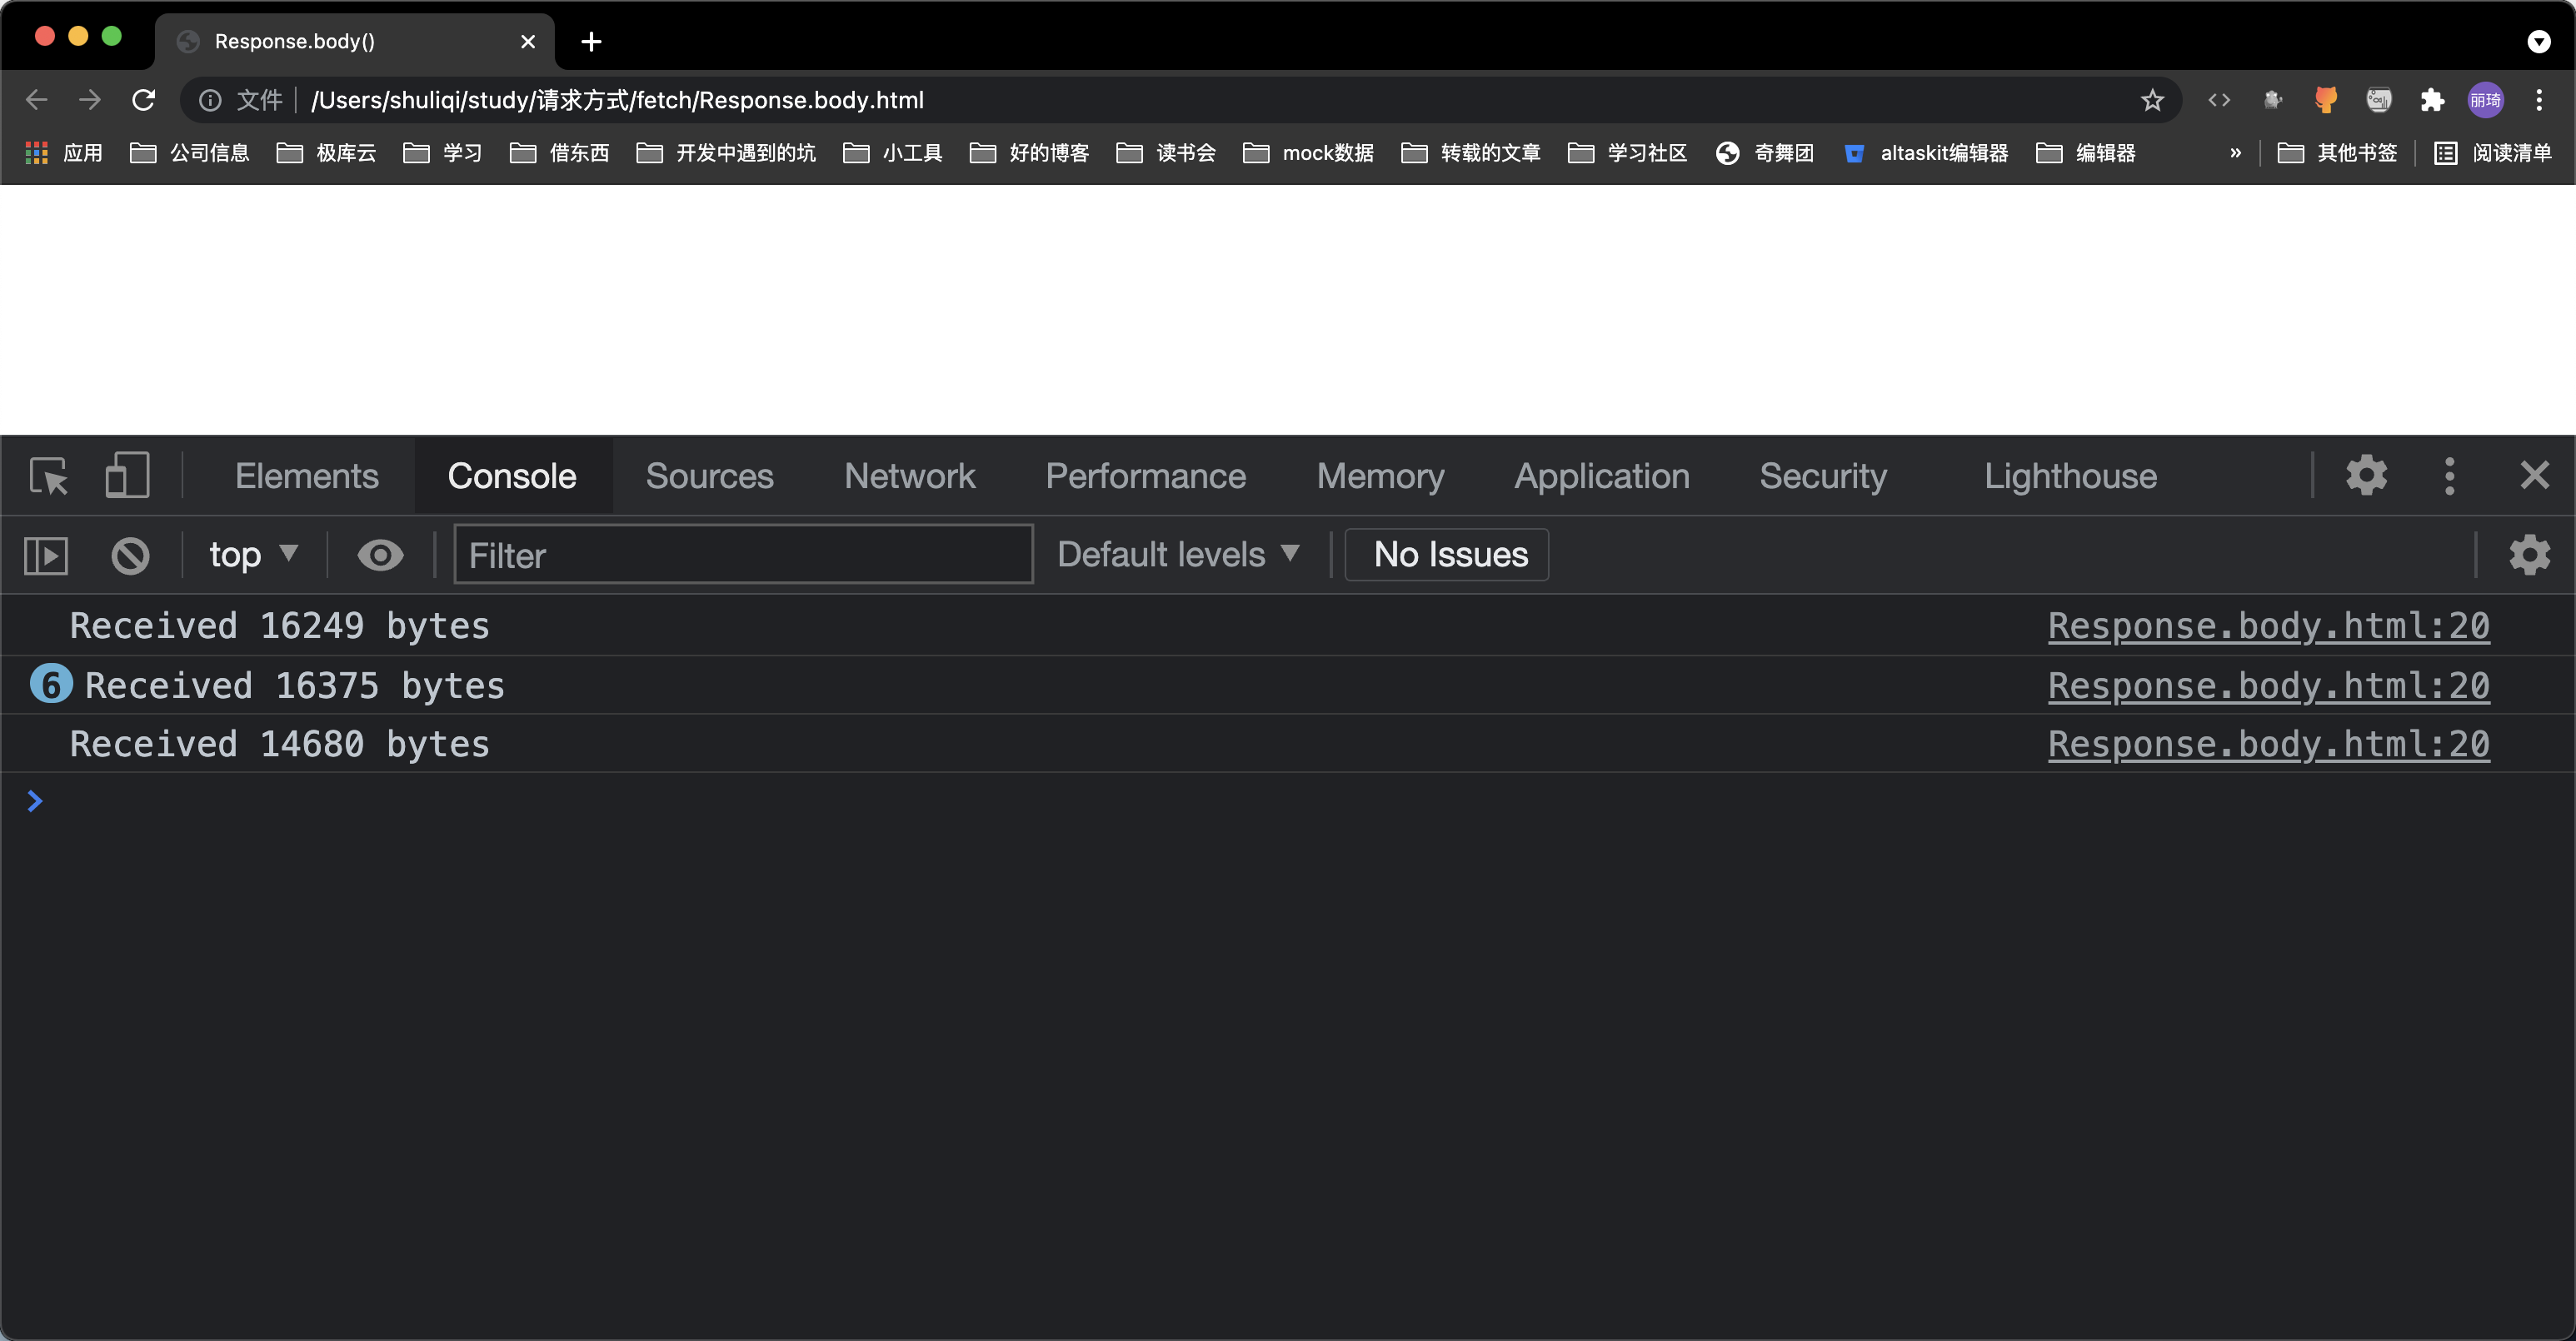 Response.body()
文件 /Users/shuliqi/study/请求方式/fetch/Response.body.html 丽琦
应用 公司信息 极库云 学习 借东西 开发中遇到的坑 小工具 好的博客 读书会 mock数据 转载的文章 学习社区 奇舞团 altaskit编辑器 编辑器 » 其他书签 阅读清单
Elements Console Sources Network Performance Memory Application Security Lighthouse
top Filter Default levels No Issues
Received 16249 bytes Response.body.html:20
6 Received 16375 bytes Response.body.html:20
Received 14680 bytes Response.body.html:20